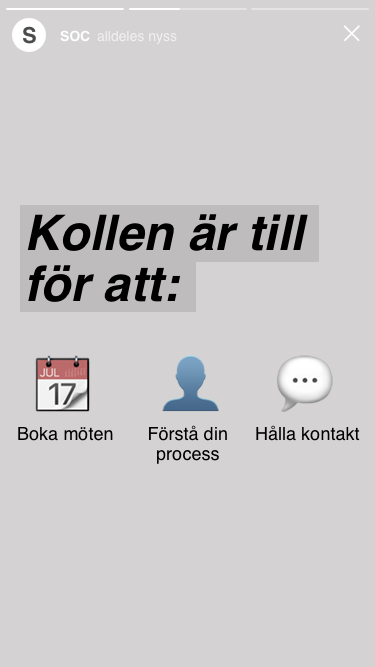 S
SOC alldeles nyss
Kollen är till
för att:
JUL
17
Boka möten
Förstå din
process
Hålla kontakt